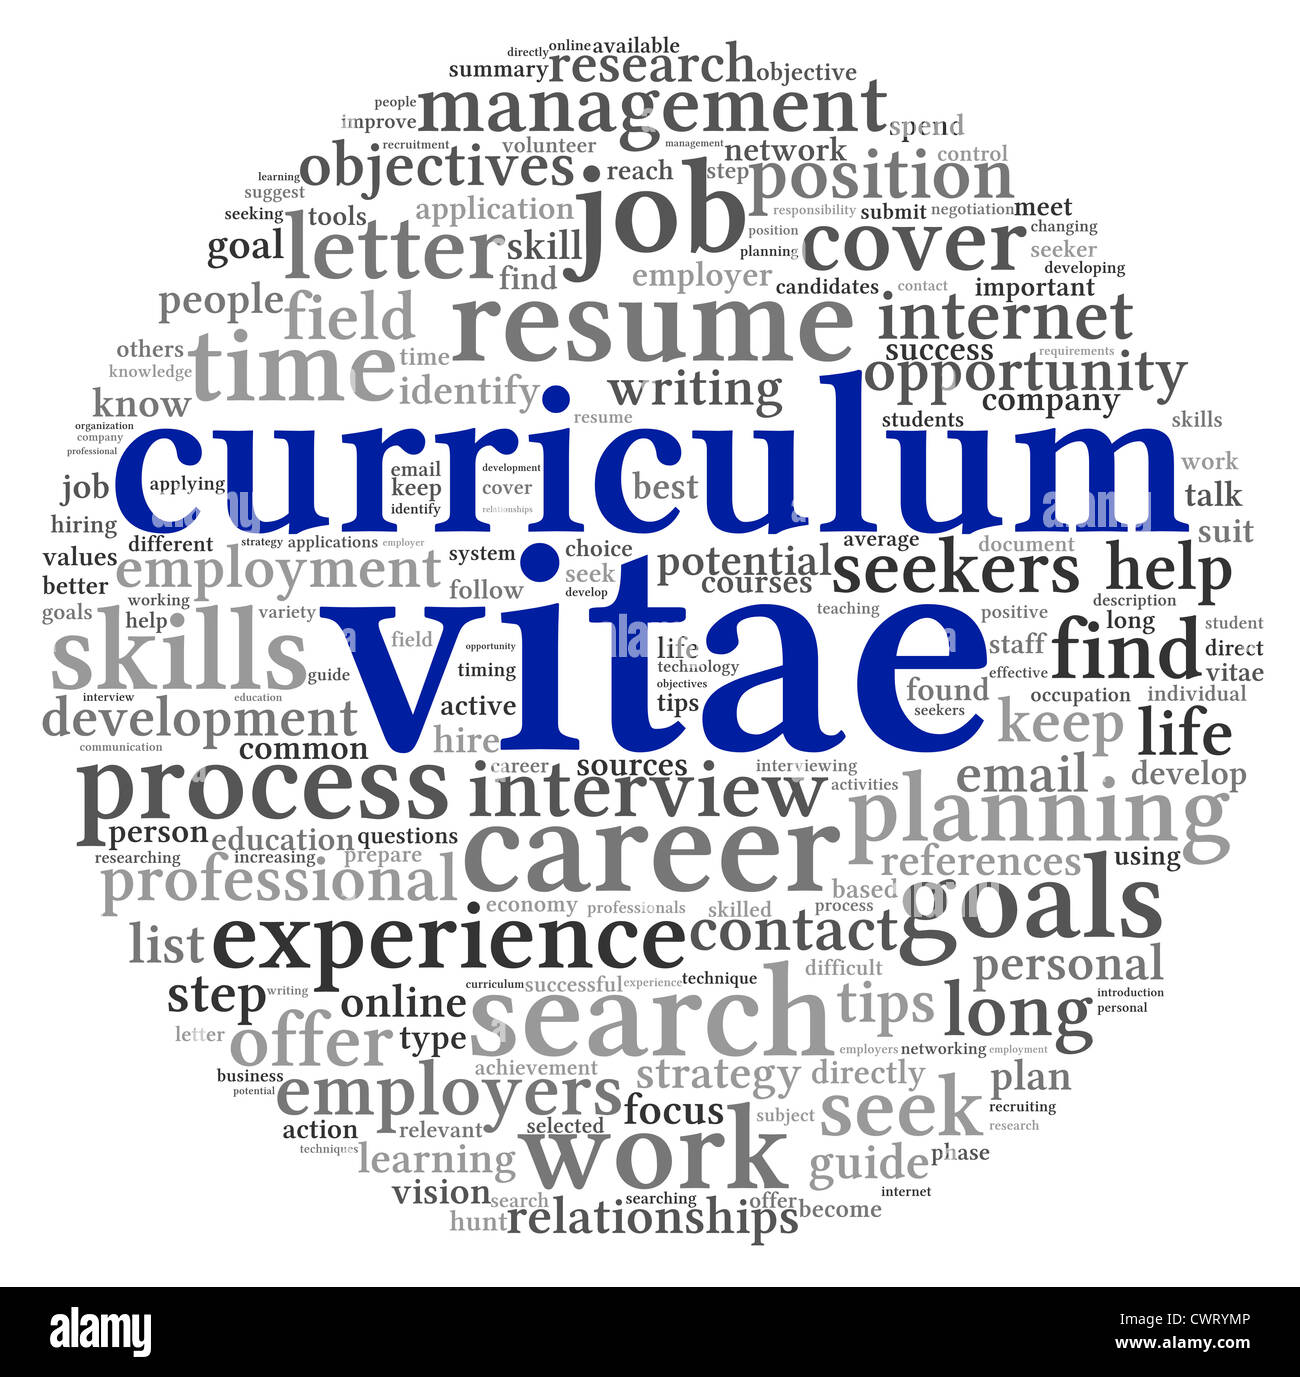 directly online available
summary research objective
people management
improve spend
recruitment volunteer management network control
learning objectives reach step position
suggest job
seeking tools application responsibility submit negotiation meet
goal letter skill position cover changing
planning seeker
find employer developing
people field candidates contact important
resume internet
others time time success requirements
knowledge identify writing opportunity
know company
organization resume students skills
company curriculum
professional email development work
job applying keep cover best talk
hiring identify relationships suit
values different strategy applications employer system choice average document
better employment follow seek potential seekers help
goals working variety develop courses description
help vitae teaching positive long student
skills field opportunity life staff find direct
guide timing technology effective vitae
interview education objectives found occupation individual
development active tips seekers keep life
communication common hire
process career sources interviewing email develop
interview activities planning
person education questions career references using
researching increasing prepare
professional economy professionals skilled based goals
process
list experience contact
difficult personal
step writing curriculum successful experience technique introduction
online search tips long personal
letter offer type
employers networking employment
business achievement strategy directly plan
potential employers focus seek recruiting
action relevant selected work subject research
techniques learning guide phase
vision search searching offer internet
hunt relationships become
alamy
alamy
Image ID: CWRYMP
www.alamy.com